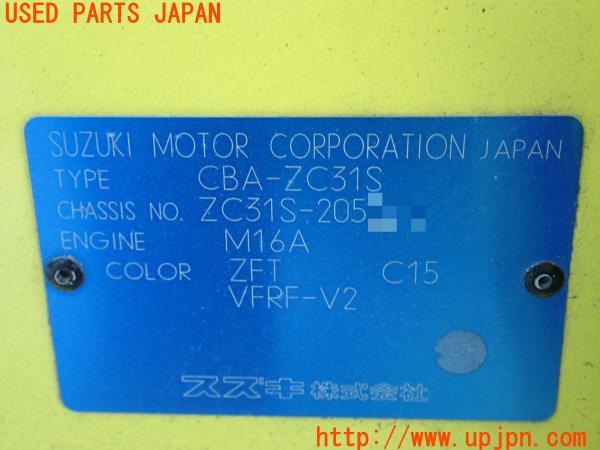 USED PARTS JAPAN
SUZUKI MOTOR CORPORATION JAPAN
TYPE CBA-ZC31S
CHASSIS NO. ZC31S-205
ENGINE M16A
COLOR ZFT C15
VFRF-V2
スズキ株式会社
http://www.upjpn.com/